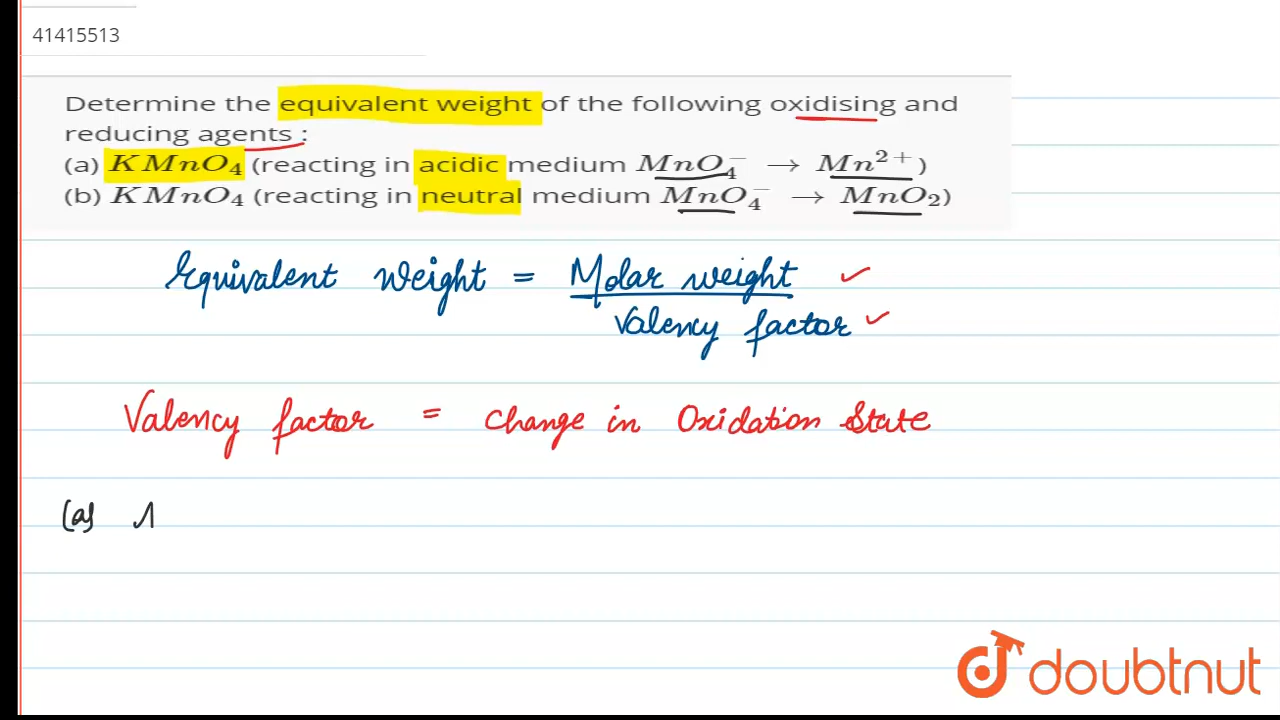 41415513
Determine the equivalent weight of the following oxidising and
reducing agents :
(a) KMnO₄ (reacting in acidic medium MnO₄⁻ → Mn²⁺)
(b) KMnO₄ (reacting in neutral medium MnO₄⁻ → MnO₂)
Equivalent Weight = Molar weight
Valency factor
Valency factor = Change in Oxidation State
(a)
doubtnut